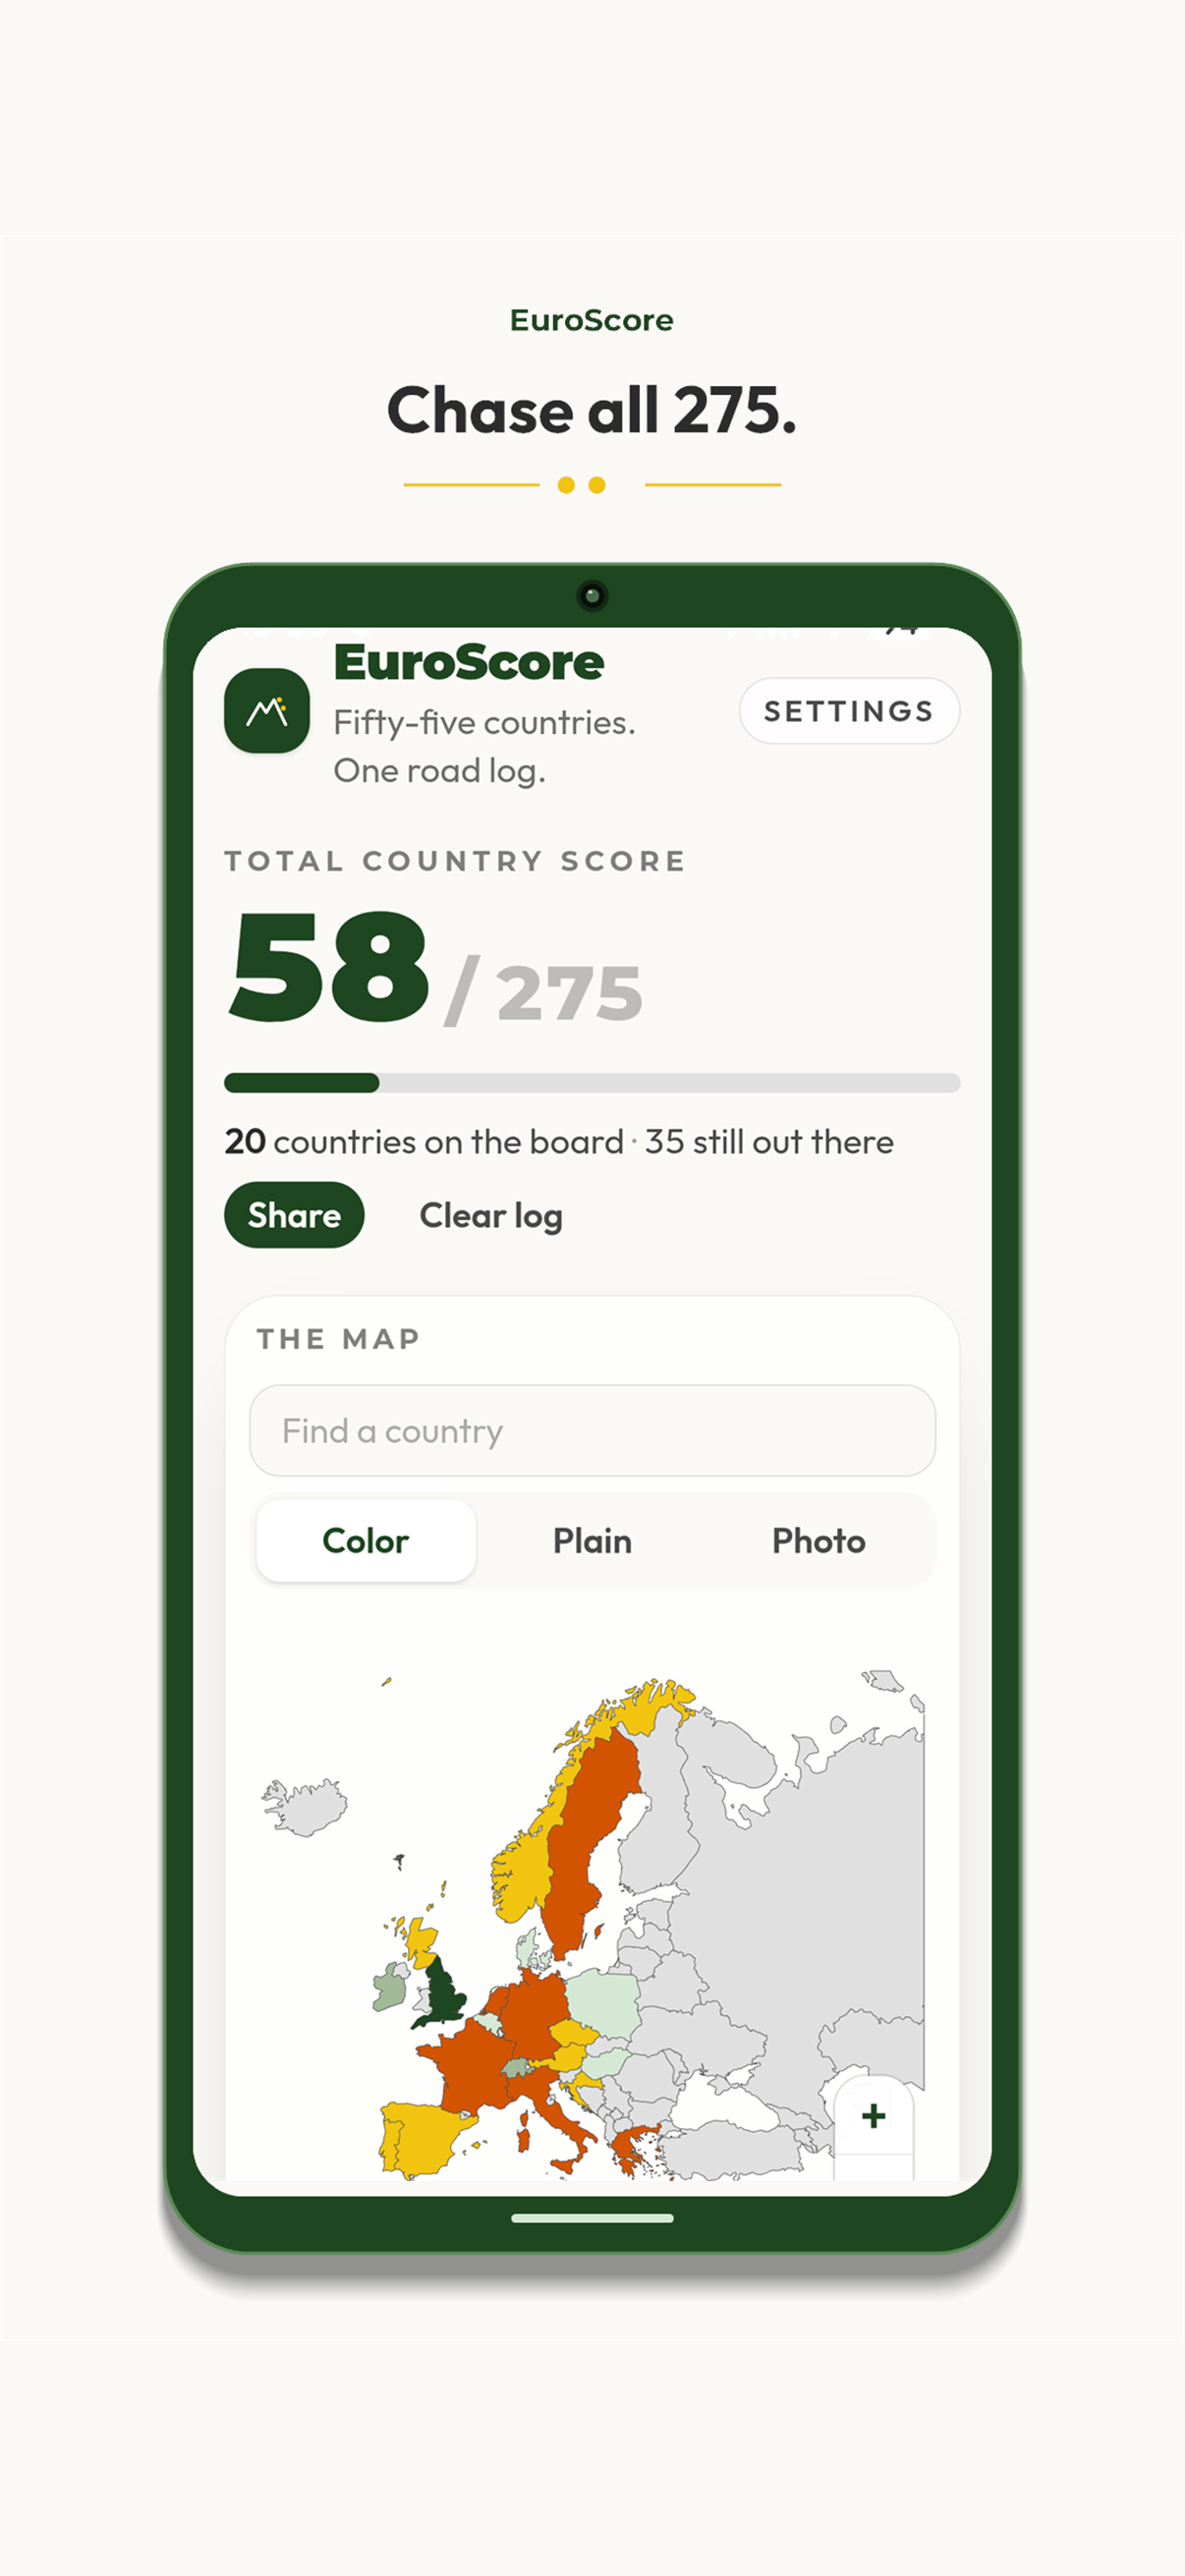 EuroScore
Chase all 275.
EuroScore
Fifty-five countries.
One road log.
SETTINGS
TOTAL COUNTRY SCORE
58 / 275
20 countries on the board · 35 still out there
Share
Clear log
THE MAP
Find a country
Color
Plain
Photo
+